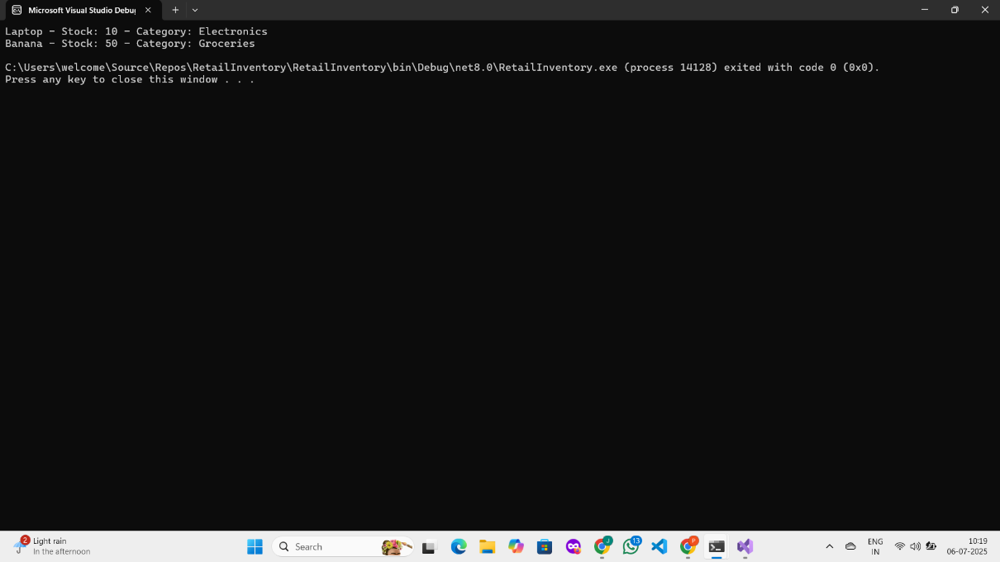 Microsoft Visual Studio Debu
Laptop - Stock: 10 - Category: Electronics
Banana - Stock: 50 - Category: Groceries
C:\Users\welcome\Source\Repos\RetailInventory\RetailInventory\bin\Debug\net8.0\RetailInventory.exe (process 14128) exited with code 0 (0x0).
Press any key to close this window . . .
2
Light rain
In the afternoon
Search
J
13
P
ENG
IN
10:19
06-07-2025